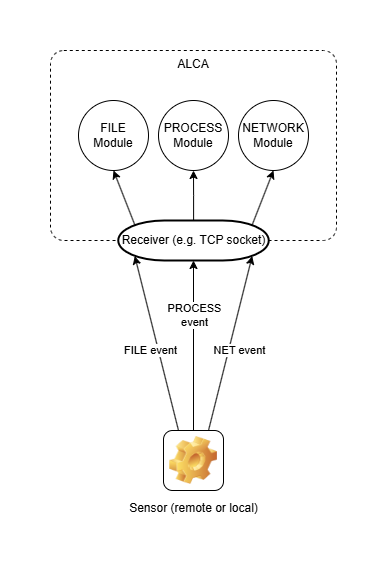 ALCA
FILE
Module
PROCESS
Module
NETWORK
Module
Receiver (e.g. TCP socket)
PROCESS
event
FILE event
NET event
Sensor (remote or local)